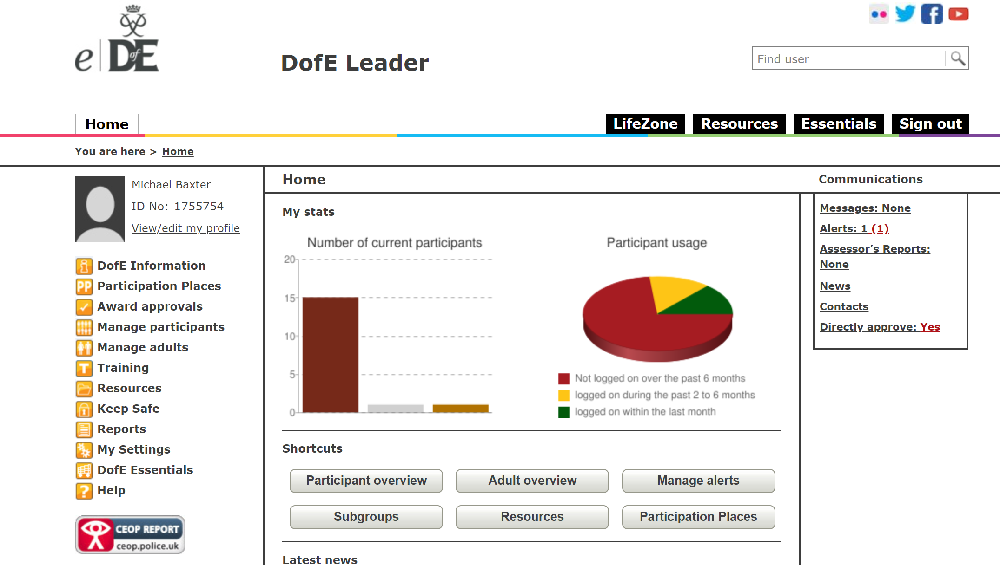 e DofE
DofE Leader
Find user
Home
LifeZone
Resources
Essentials
Sign out
You are here > Home
Michael Baxter
ID No: 1755754
View/edit my profile
DofE Information
PP Participation Places
Award approvals
Manage participants
Manage adults
T Training
Resources
Keep Safe
Reports
My Settings
DofE Essentials
? Help
CEOP REPORT
ceop.police.uk
Home
My stats
Number of current participants
20
15
10
5
0
Participant usage
Not logged on over the past 6 months
logged on during the past 2 to 6 months
logged on within the last month
Shortcuts
Participant overview
Adult overview
Manage alerts
Subgroups
Resources
Participation Places
Latest news
Communications
Messages: None
Alerts: 1 (1)
Assessor’s Reports:
None
News
Contacts
Directly approve: Yes